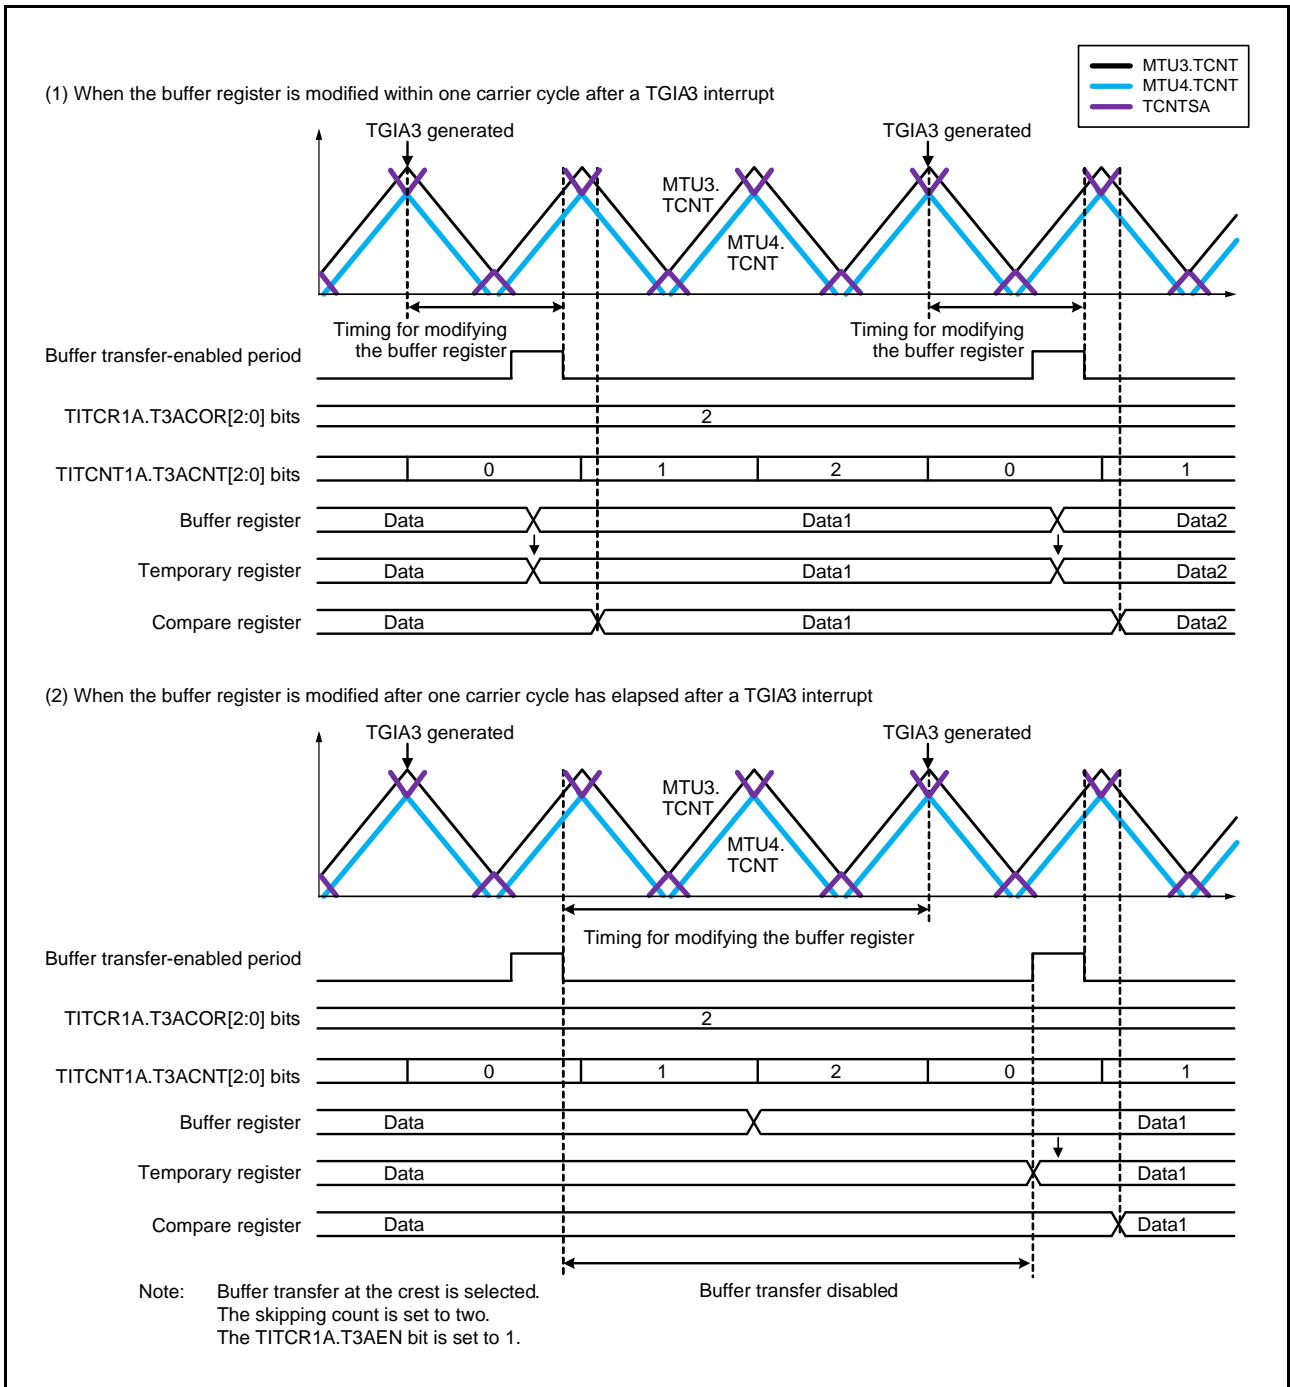 MTU3.TCNT
MTU4.TCNT
TCNTSA
(1) When the buffer register is modified within one carrier cycle after a TGIA3 interrupt
TGIA3 generated
TGIA3 generated
MTU3.
TCNT
MTU4.
TCNT
Timing for modifying
the buffer register
Timing for modifying
the buffer register
Buffer transfer-enabled period
TITCR1A.T3ACOR[2:0] bits
2
TITCNT1A.T3ACNT[2:0] bits
0
1
2
0
1
Buffer register
Data
Data1
Data2
Temporary register
Data
Data1
Data2
Compare register
Data
Data1
Data2
(2) When the buffer register is modified after one carrier cycle has elapsed after a TGIA3 interrupt
TGIA3 generated
TGIA3 generated
MTU3.
TCNT
MTU4.
TCNT
Timing for modifying the buffer register
Buffer transfer-enabled period
TITCR1A.T3ACOR[2:0] bits
2
TITCNT1A.T3ACNT[2:0] bits
0
1
2
0
1
Buffer register
Data
Data1
Temporary register
Data
Data1
Compare register
Data
Data1
Buffer transfer disabled
Note: Buffer transfer at the crest is selected.
The skipping count is set to two.
The TITCR1A.T3AEN bit is set to 1.